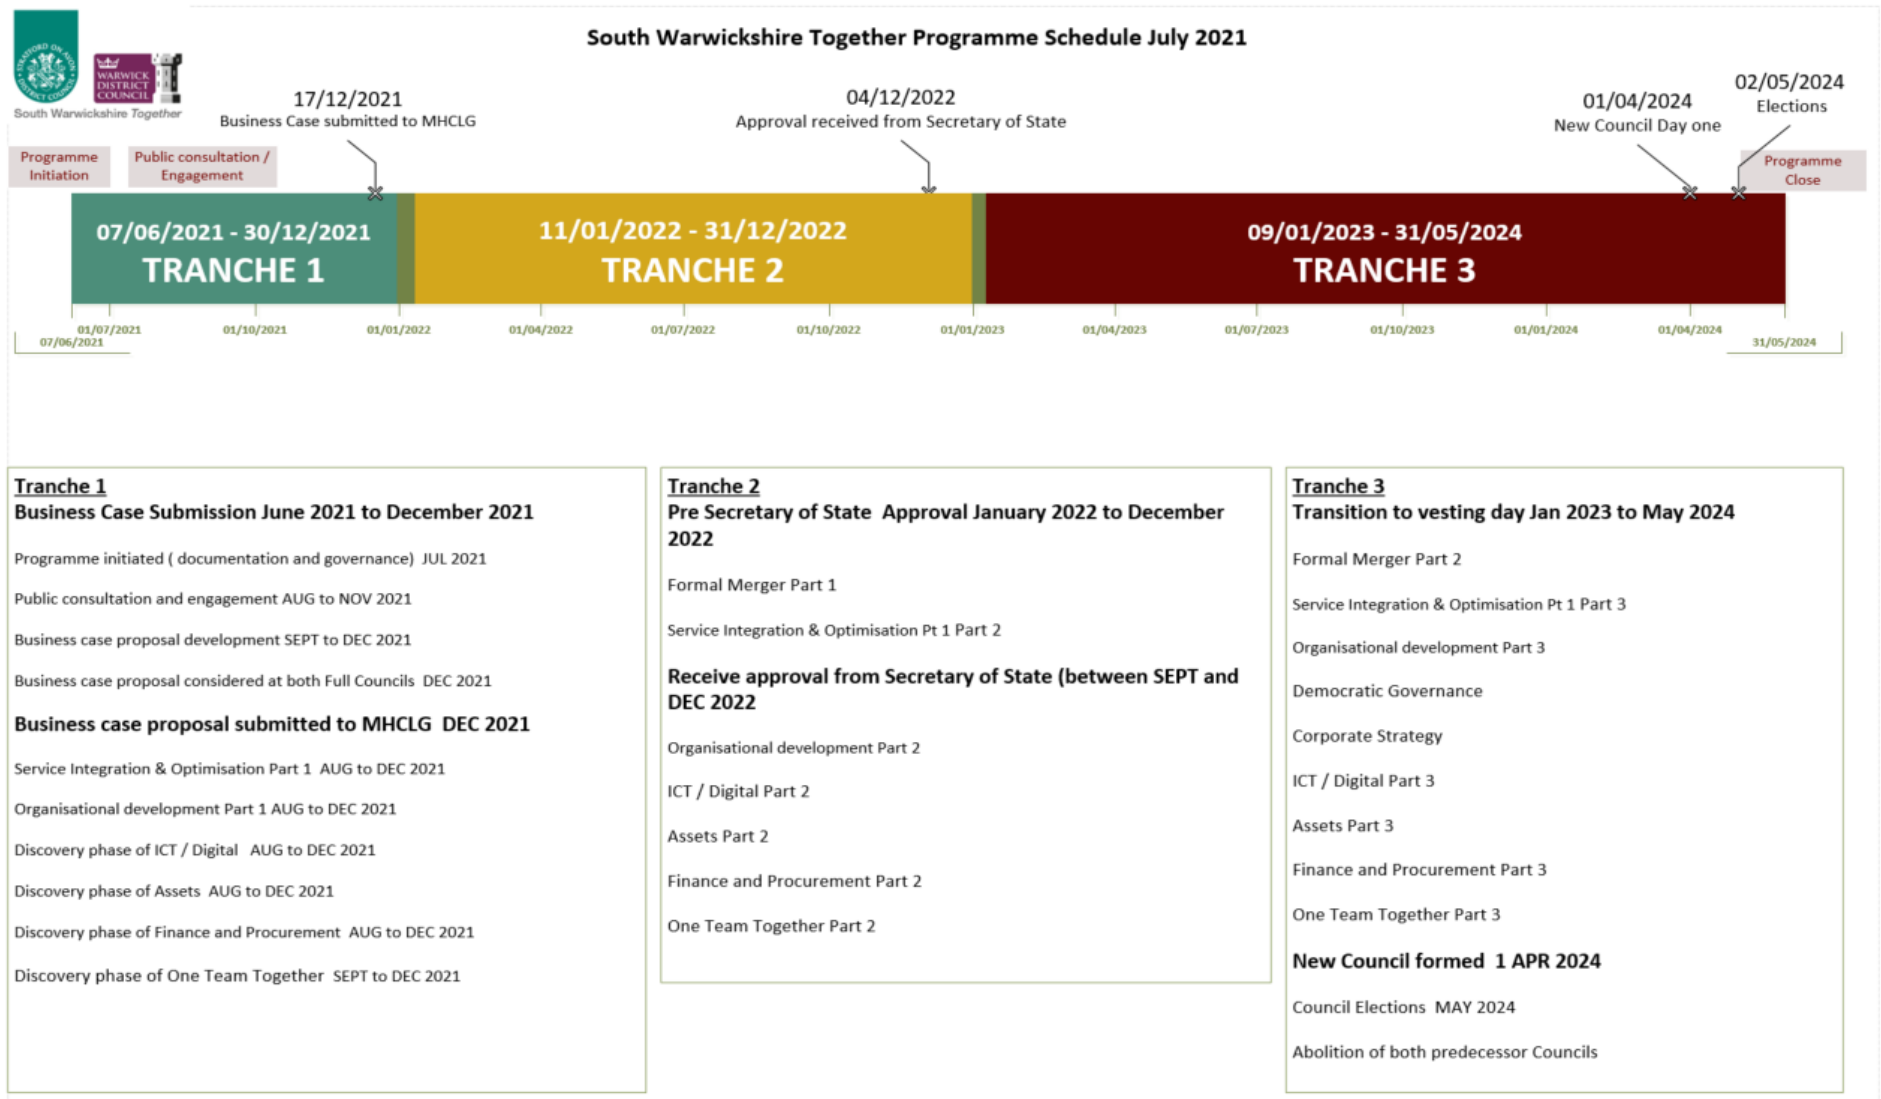 South Warwickshire Together Programme Schedule July 2021
STRATFORD ON AVON
DISTRICT COUNCIL
WARWICK
DISTRICT
COUNCIL
South Warwickshire Together
17/12/2021
Business Case submitted to MHCLG
04/12/2022
Approval received from Secretary of State
01/04/2024
New Council Day one
02/05/2024
Elections
Programme
Initiation
Public consultation /
Engagement
Programme
Close
07/06/2021 - 30/12/2021
TRANCHE 1
11/01/2022 - 31/12/2022
TRANCHE 2
09/01/2023 - 31/05/2024
TRANCHE 3
01/07/2021
01/10/2021
01/01/2022
01/04/2022
01/07/2022
01/10/2022
01/01/2023
01/04/2023
01/07/2023
01/10/2023
01/01/2024
01/04/2024
07/06/2021
31/05/2024
Tranche 1
Business Case Submission June 2021 to December 2021
Programme initiated ( documentation and governance) JUL 2021
Public consultation and engagement AUG to NOV 2021
Business case proposal development SEPT to DEC 2021
Business case proposal considered at both Full Councils DEC 2021
Business case proposal submitted to MHCLG DEC 2021
Service Integration & Optimisation Part 1 AUG to DEC 2021
Organisational development Part 1 AUG to DEC 2021
Discovery phase of ICT / Digital AUG to DEC 2021
Discovery phase of Assets AUG to DEC 2021
Discovery phase of Finance and Procurement AUG to DEC 2021
Discovery phase of One Team Together SEPT to DEC 2021
Tranche 2
Pre Secretary of State Approval January 2022 to December
2022
Formal Merger Part 1
Service Integration & Optimisation Pt 1 Part 2
Receive approval from Secretary of State (between SEPT and
DEC 2022
Organisational development Part 2
ICT / Digital Part 2
Assets Part 2
Finance and Procurement Part 2
One Team Together Part 2
Tranche 3
Transition to vesting day Jan 2023 to May 2024
Formal Merger Part 2
Service Integration & Optimisation Pt 1 Part 3
Organisational development Part 3
Democratic Governance
Corporate Strategy
ICT / Digital Part 3
Assets Part 3
Finance and Procurement Part 3
One Team Together Part 3
New Council formed 1 APR 2024
Council Elections MAY 2024
Abolition of both predecessor Councils